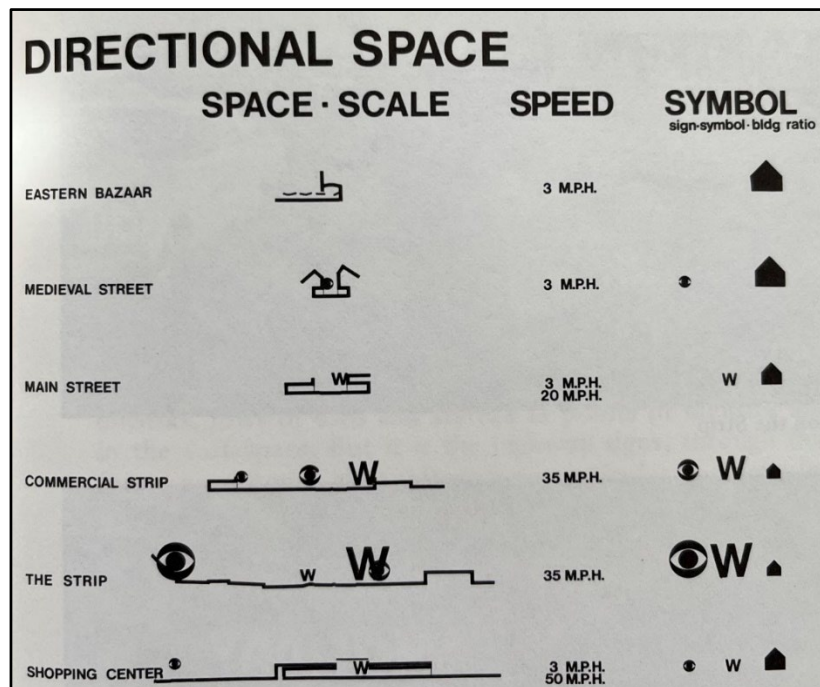 DIRECTIONAL SPACE
SPACE · SCALE SPEED SYMBOL
sign·symbol·bldg ratio
EASTERN BAZAAR 3 M.P.H.
MEDIEVAL STREET 3 M.P.H.
MAIN STREET W 3 M.P.H. W
20 M.P.H.
COMMERCIAL STRIP W 35 M.P.H. W
THE STRIP W W 35 M.P.H. W
SHOPPING CENTER W 3 M.P.H. W
50 M.P.H.